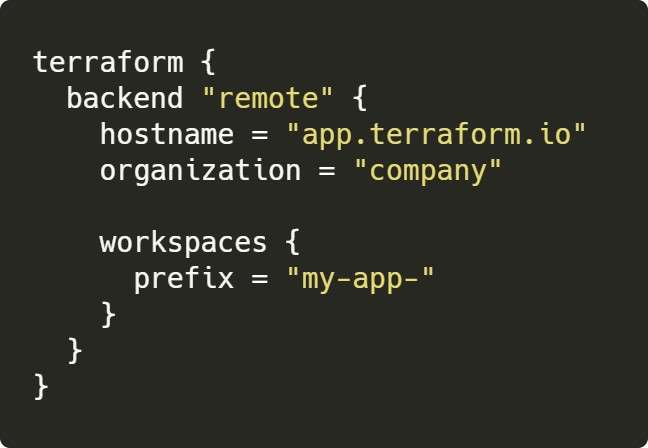 terraform {
  backend "remote" {
    hostname = "app.terraform.io"
    organization = "company"

    workspaces {
      prefix = "my-app-"
    }
  }
}